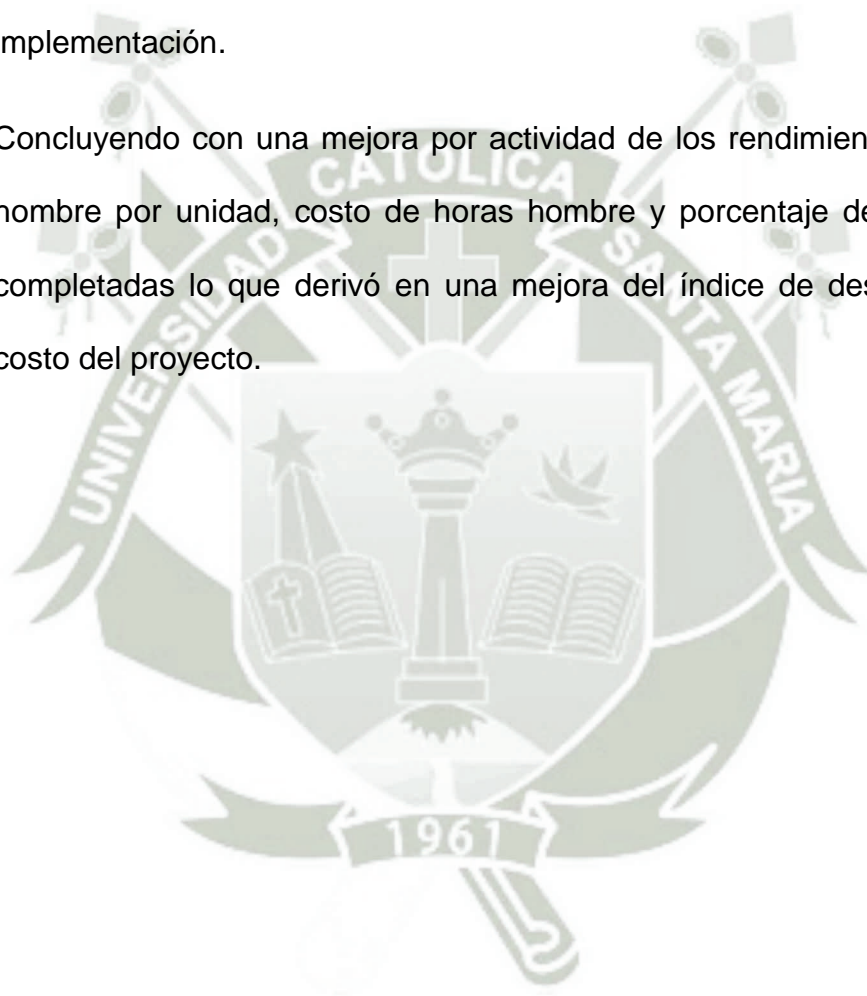 mplementación.
Concluyendo con una mejora por actividad de los rendimien
hombre por unidad, costo de horas hombre y porcentaje de
completadas lo que derivó en una mejora del índice de des
costo del proyecto.
UNIVERSIDAD CATOLICA SANTA MARIA
1961